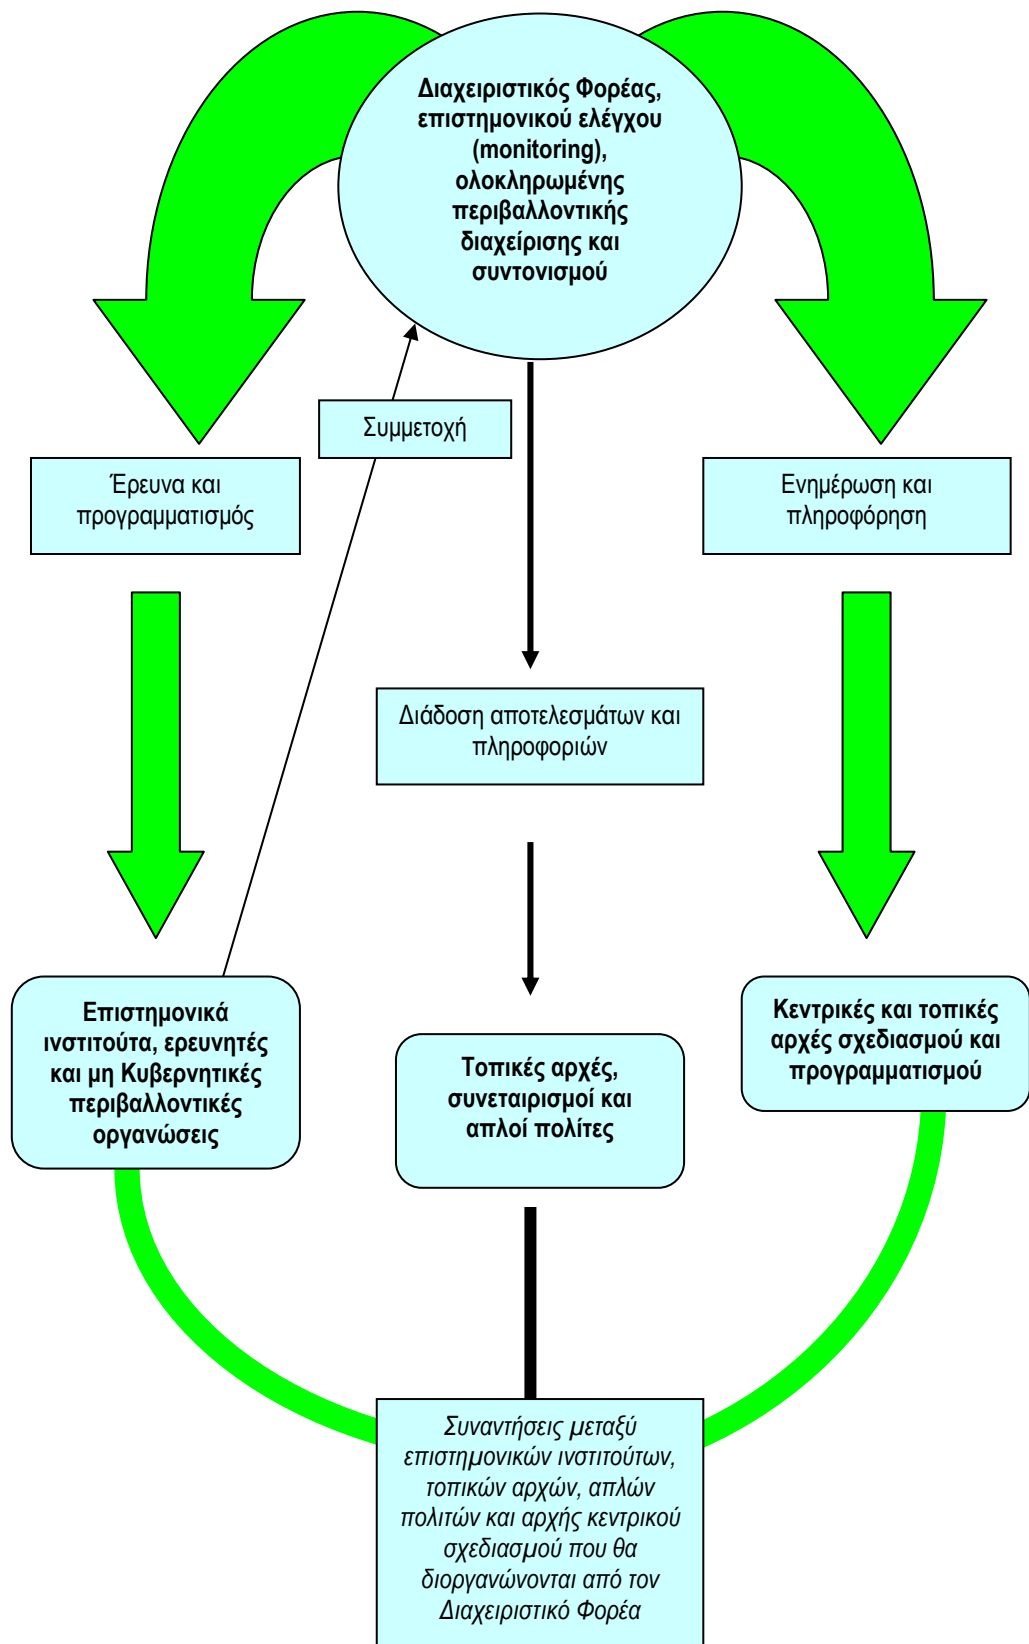 Διαχειριστικός Φορέας,
επιστημονικού ελέγχου
(monitoring),
ολοκληρωμένης
περιβαλλοντικής
διαχείρισης και
συντονισμού
Συμμετοχή
Έρευνα και
προγραμματισμός
Ενημέρωση και
πληροφόρηση
Διάδοση αποτελεσμάτων και
πληροφοριών
Επιστημονικά
ινστιτούτα, ερευνητές
και μη Κυβερνητικές
περιβαλλοντικές
οργανώσεις
Τοπικές αρχές,
συνεταιρισμοί και
απλοί πολίτες
Κεντρικές και τοπικές
αρχές σχεδιασμού και
προγραμματισμού
Συναντήσεις μεταξύ
επιστημονικών ινστιτούτων,
τοπικών αρχών, απλών
πολιτών και αρχής κεντρικού
σχεδιασμού που θα
διοργανώνονται από τον
Διαχειριστικό Φορέα